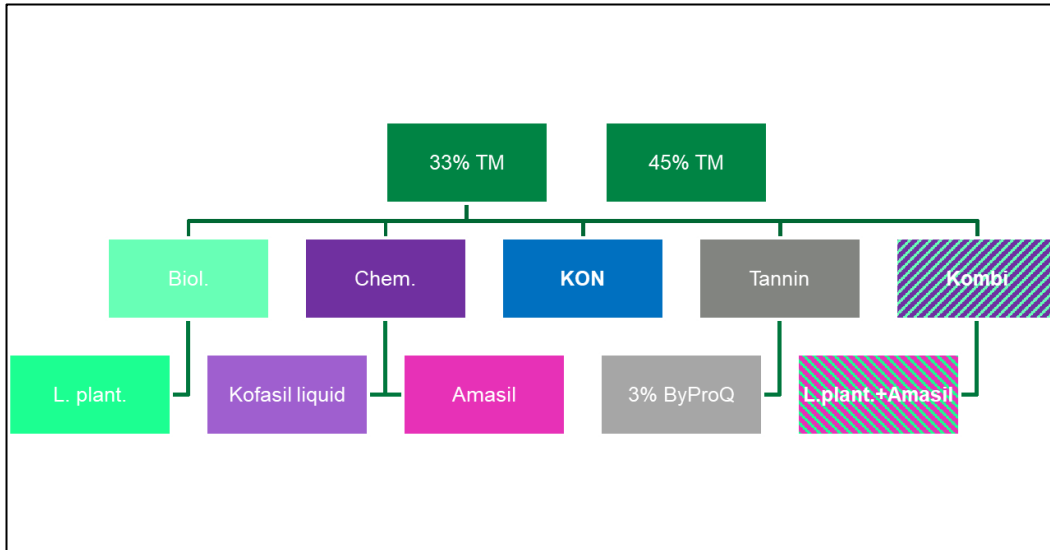 33% TM
45% TM
Biol.
Chem.
KON
Tannin
Kombi
L. plant.
Kofasil liquid
Amasil
3% ByProQ
L.plant.+Amasil